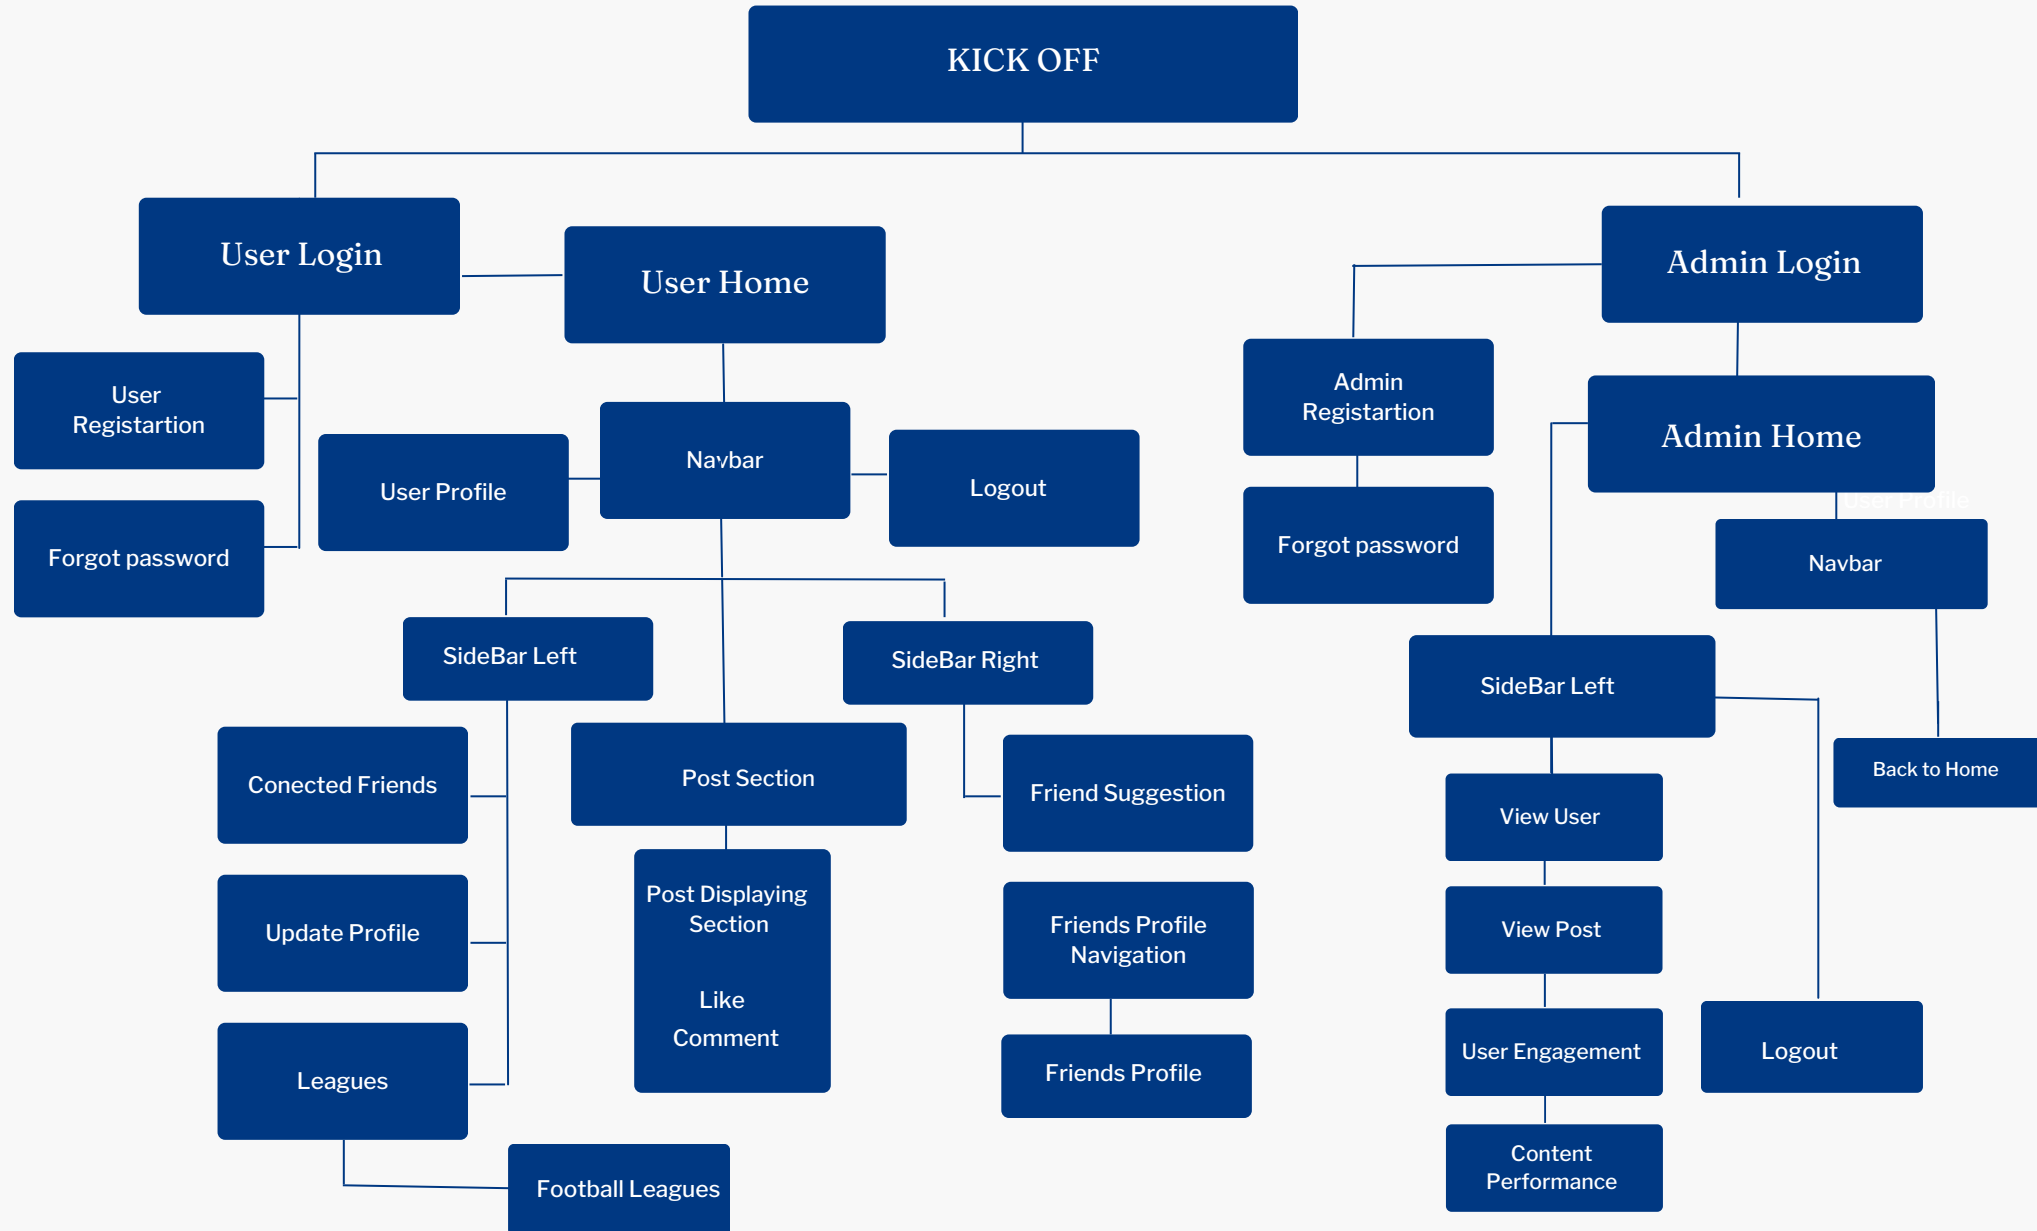 KICK OFF
User Login
User Home
Admin Login
User
Registartion
Forgot password
User Profile
Navbar
Logout
Admin
Registartion
Forgot password
Admin Home
User Profile
Navbar
SideBar Left
SideBar Right
SideBar Left
Back to Home
Conected Friends
Update Profile
Leagues
Football Leagues
Post Section
Post Displaying
Section
Like
Comment
Friend Suggestion
Friends Profile
Navigation
Friends Profile
View User
View Post
User Engagement
Content
Performance
Logout